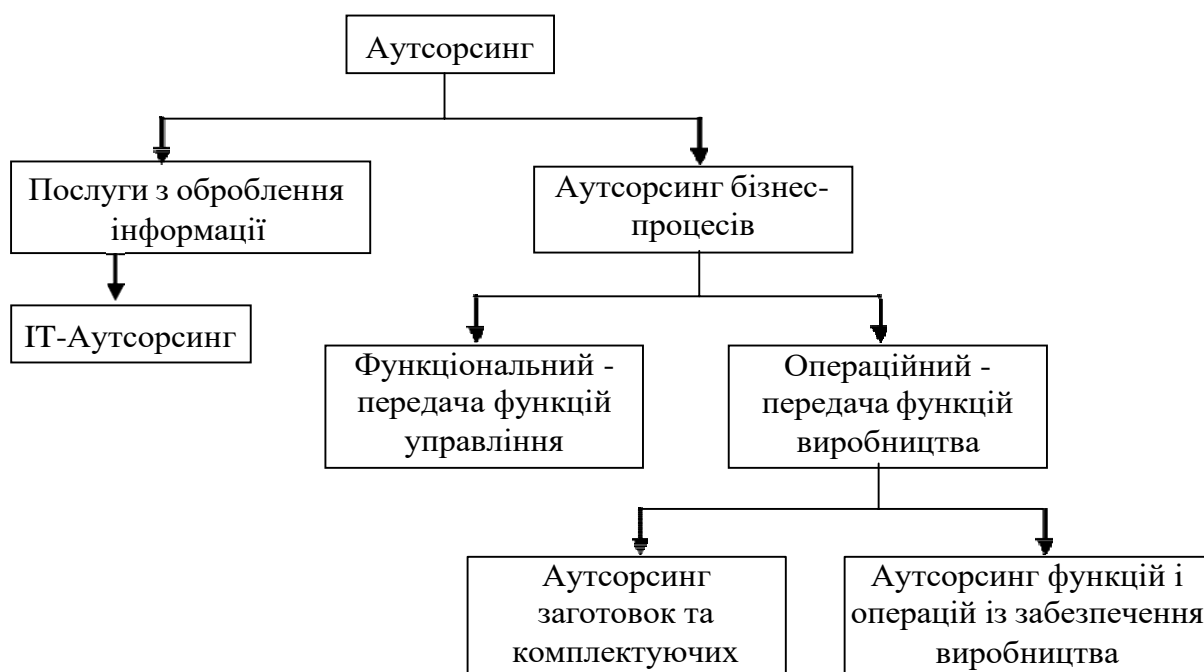 Аутсорсинг
Послуги з оброблення
інформації
Аутсорсинг бізнес-
процесів
ІТ-Аутсорсинг
Функціональний -
передача функцій
управління
Операційний -
передача функцій
виробництва
Аутсорсинг
заготовок та
комплектуючих
Аутсорсинг функцій і
операцій із забезпечення
виробництва